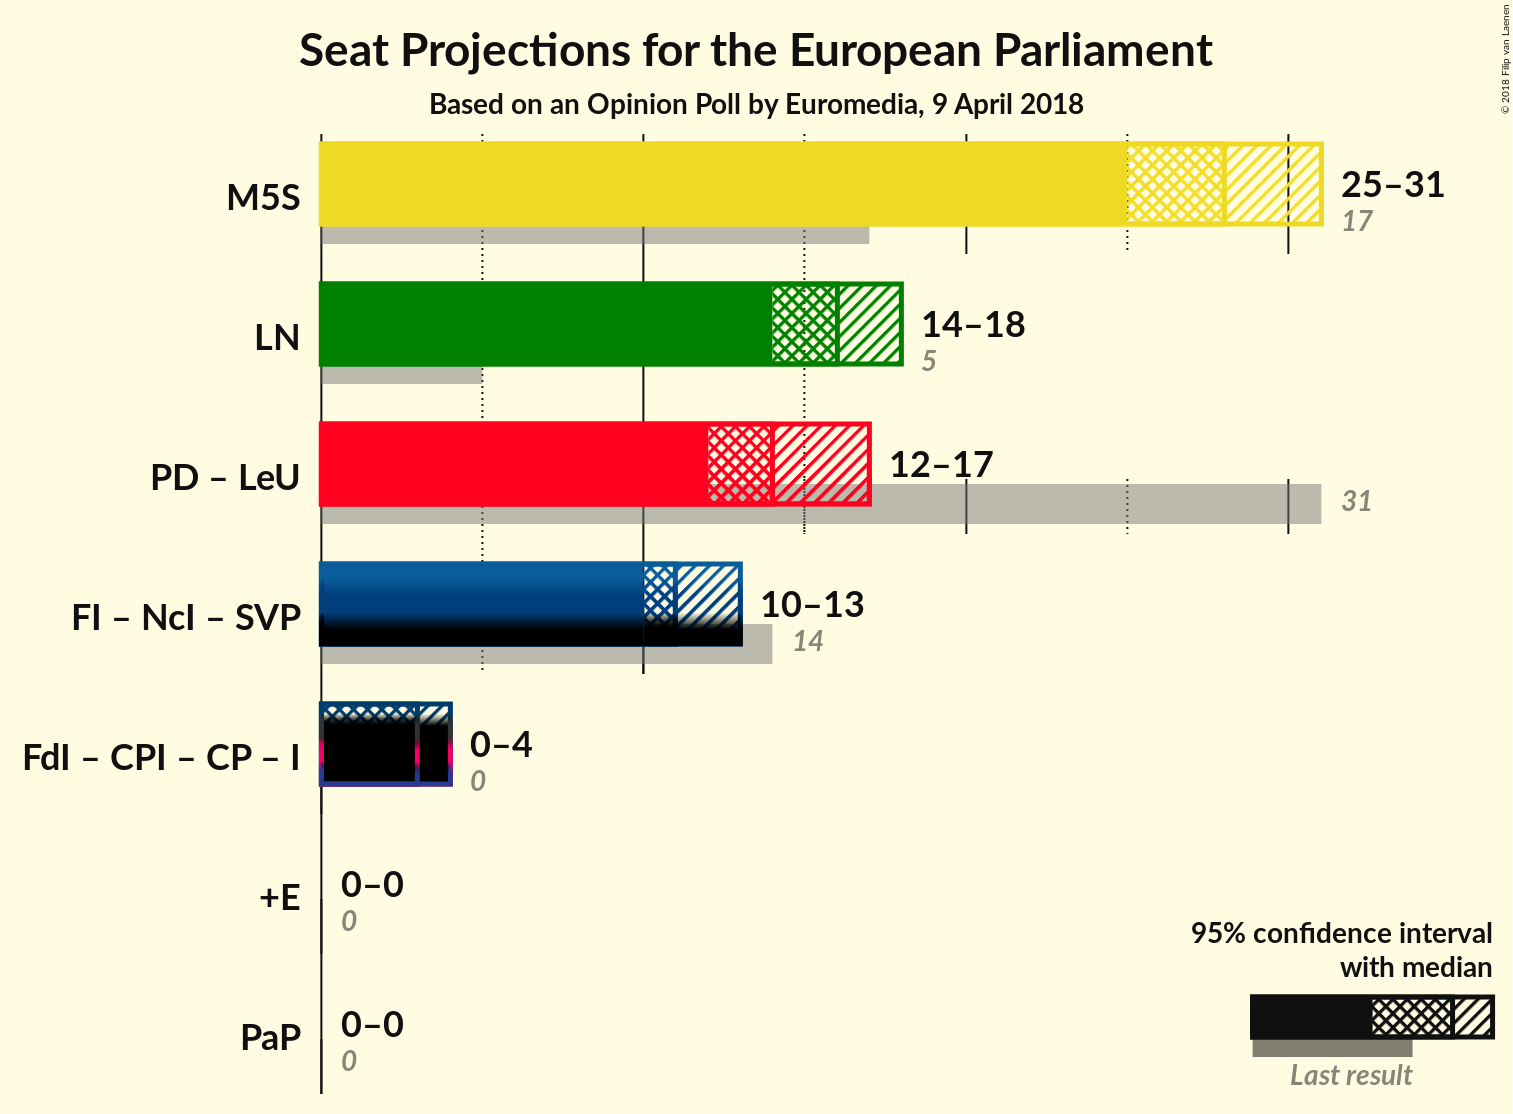 Seat Projections for the European Parliament
Based on an Opinion Poll by Euromedia, 9 April 2018
© 2018 Filip van Laenen
M5S
25–31
17
LN
14–18
5
PD – LeU
12–17
31
FI – NcI – SVP
10–13
14
FdI – CPI – CP – I
0–4
0
+E
0–0
0
PaP
0–0
0
95% confidence interval
with median
Last result